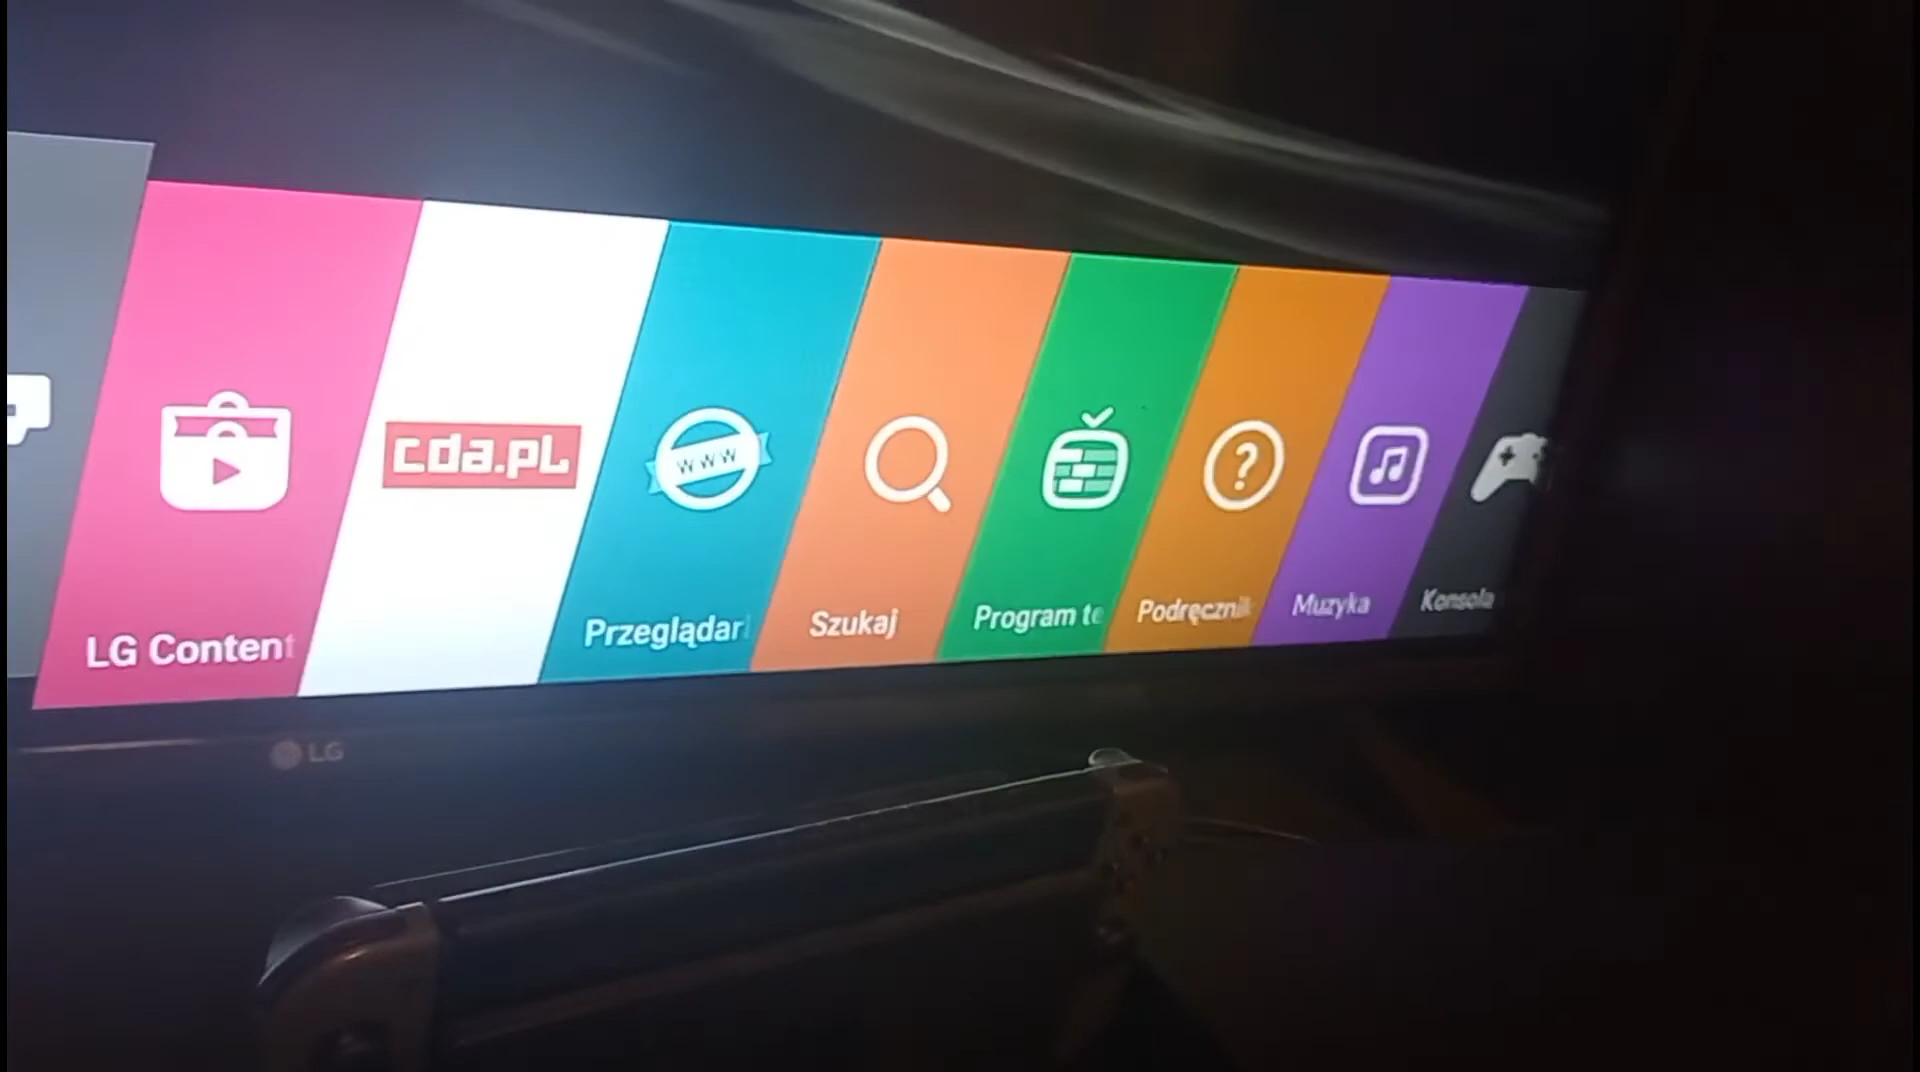 LG Content
cda.pl
www
Przeglądar
Szukaj
Program te
Podręcznik
Muzyka
Konsola
LG